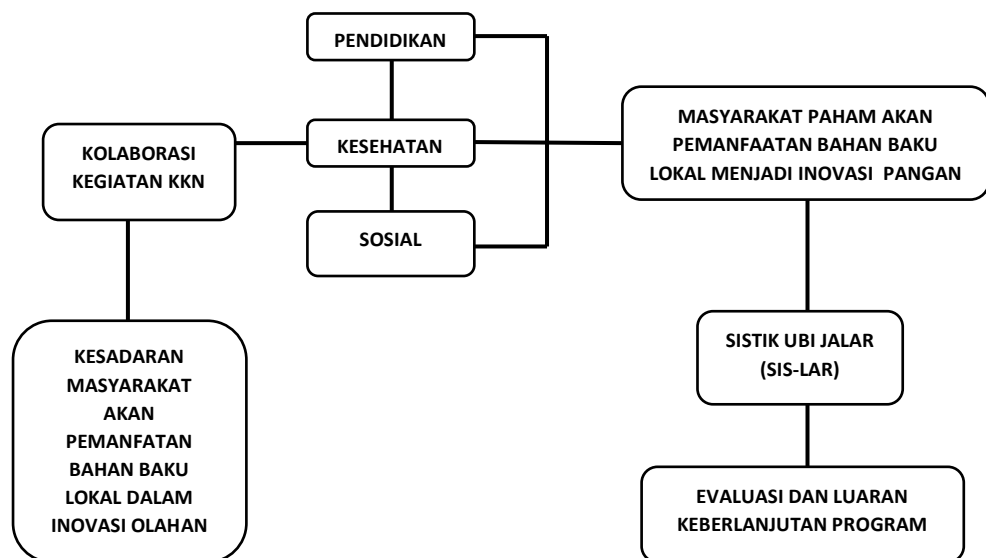 PENDIDIKAN
KOLABORASI
KEGIATAN KKN
KESEHATAN
SOSIAL
MASYARAKAT PAHAM AKAN
PEMANFAATAN BAHAN BAKU
LOKAL MENJADI INOVASI PANGAN
KESADARAN
MASYARAKAT
AKAN
PEMANFATAN
BAHAN BAKU
LOKAL DALAM
INOVASI OLAHAN
SISTIK UBI JALAR
(SIS-LAR)
EVALUASI DAN LUARAN
KEBERLANJUTAN PROGRAM